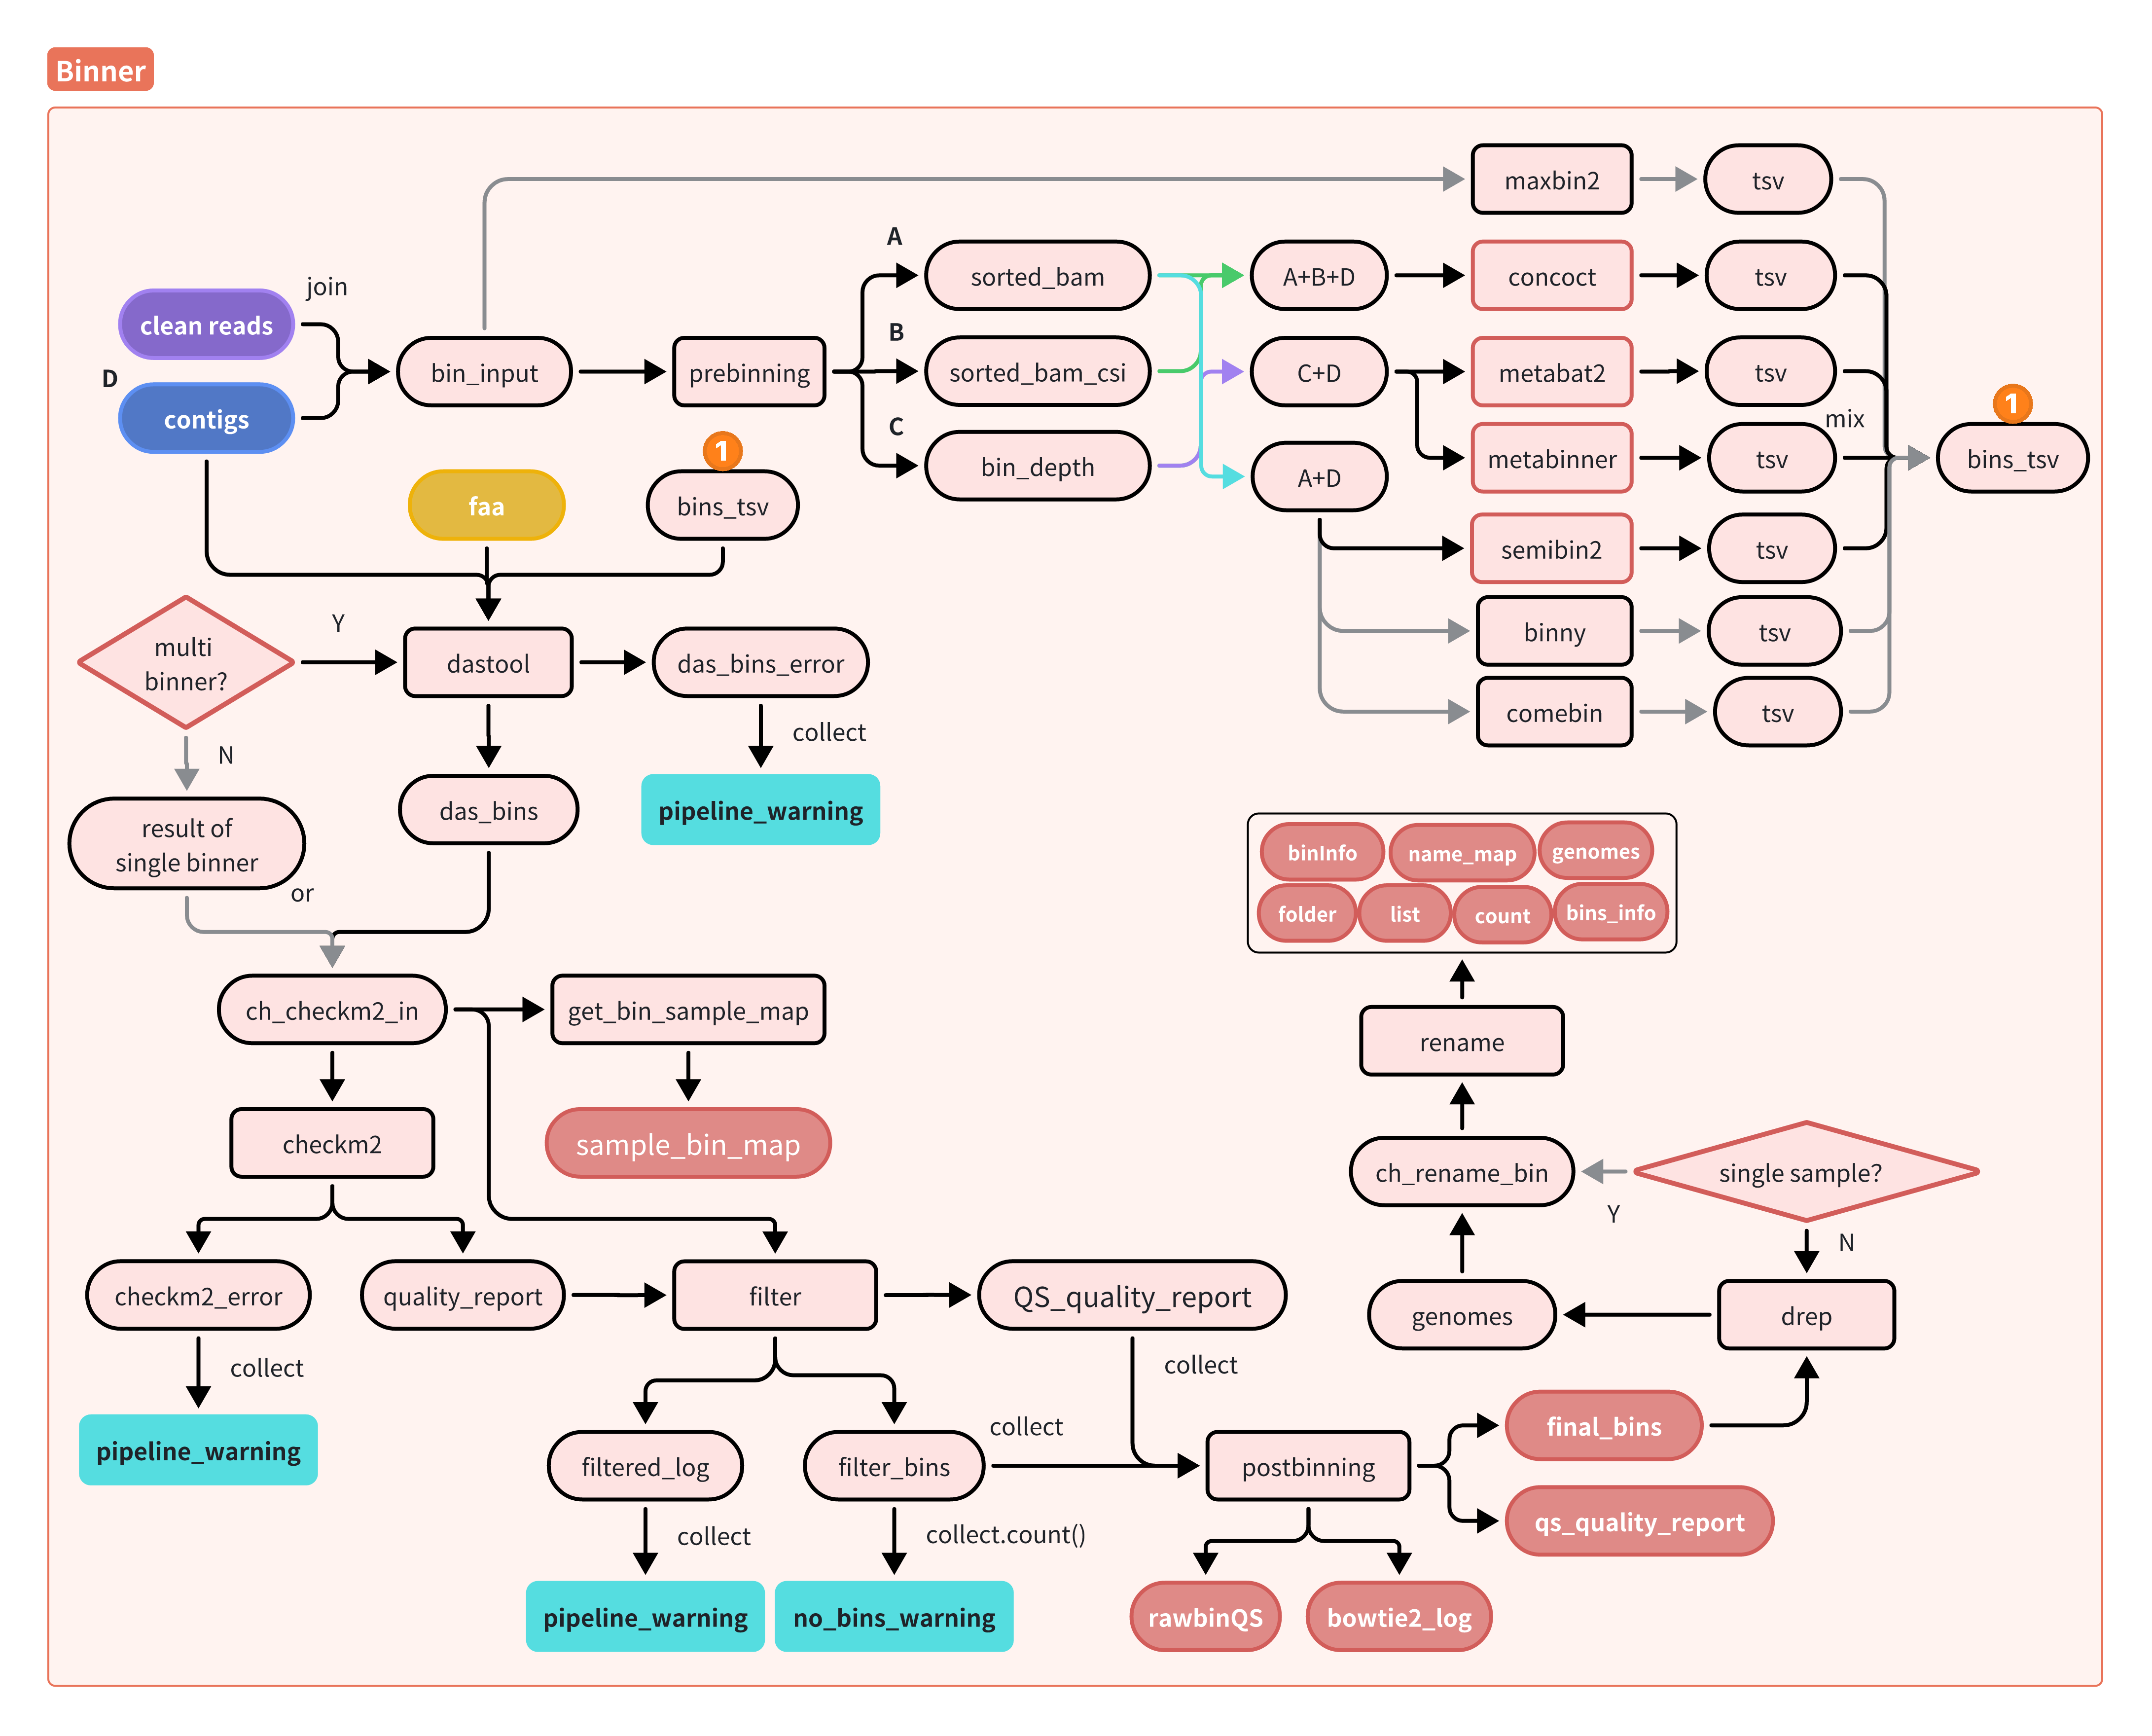 Binner
maxbin2
tsv
A
sorted_bam
A+B+D
concoct
tsv
join
clean reads
B
D
bin_input
prebinning
sorted_bam_csi
C+D
metabat2
tsv
contigs
1
mix
C
1
bin_depth
A+D
metabinner
tsv
bins_tsv
faa
bins_tsv
semibin2
tsv
Y
binny
tsv
multi
binner?
dastool
das_bins_error
comebin
tsv
collect
N
das_bins
pipeline_warning
result of
single binner
or
binInfo
name_map
genomes
folder
list
count
bins_info
ch_checkm2_in
get_bin_sample_map
rename
checkm2
sample_bin_map
ch_rename_bin
single sample?
Y
N
checkm2_error
quality_report
filter
QS_quality_report
genomes
drep
collect
collect
collect
final_bins
pipeline_warning
filtered_log
filter_bins
postbinning
qs_quality_report
collect
collect.count()
pipeline_warning
no_bins_warning
rawbinQS
bowtie2_log